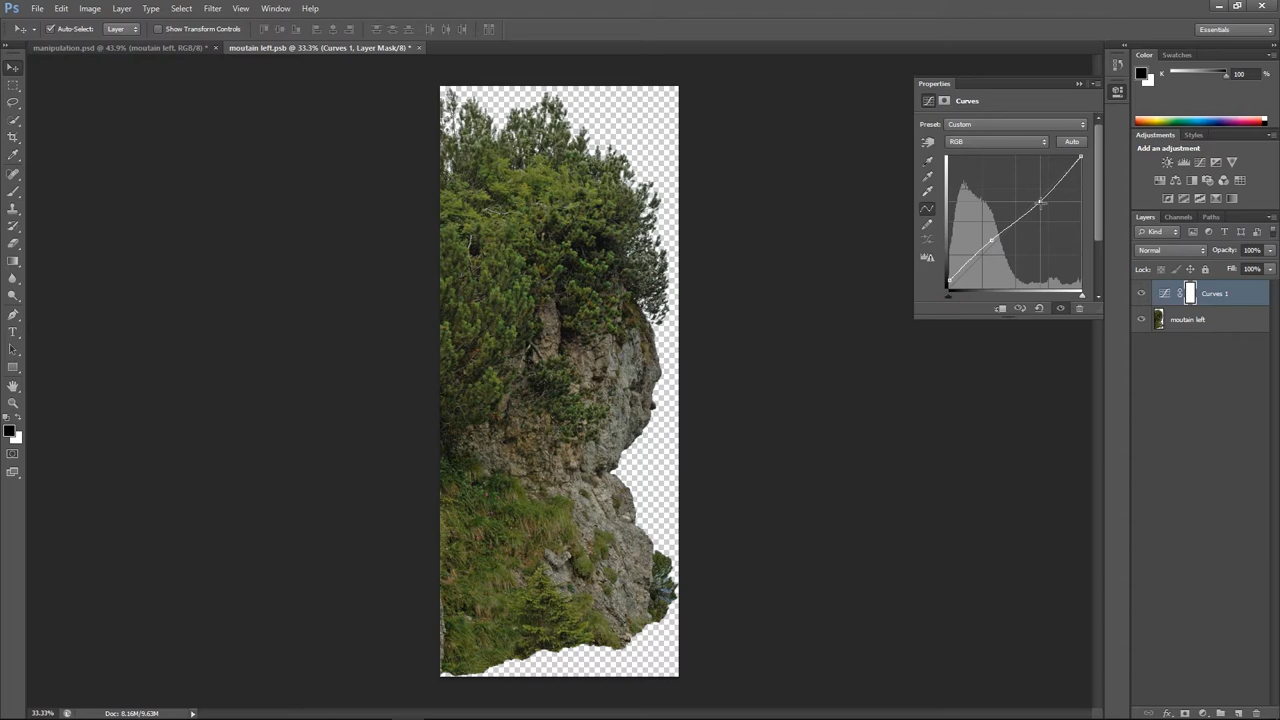 Ps File Edit Image Layer Type Select Filter View Window Help
Auto-Select: Layer Show Transform Controls Essentials
manipulation.psd @ 43.9% (moutain left, RGB/8) * × moutain left.psb @ 33.3% (Curves 1, Layer Mask/8) * ×
Color Swatches
K 100 %
Properties
Curves
Preset: Custom
RGB Auto
Adjustments Styles
Add an adjustment
Layers Channels Paths
Kind
Normal Opacity: 100%
Lock: Fill: 100%
Curves 1
moutain left
33.33% Doc: 8.16M/9.63M